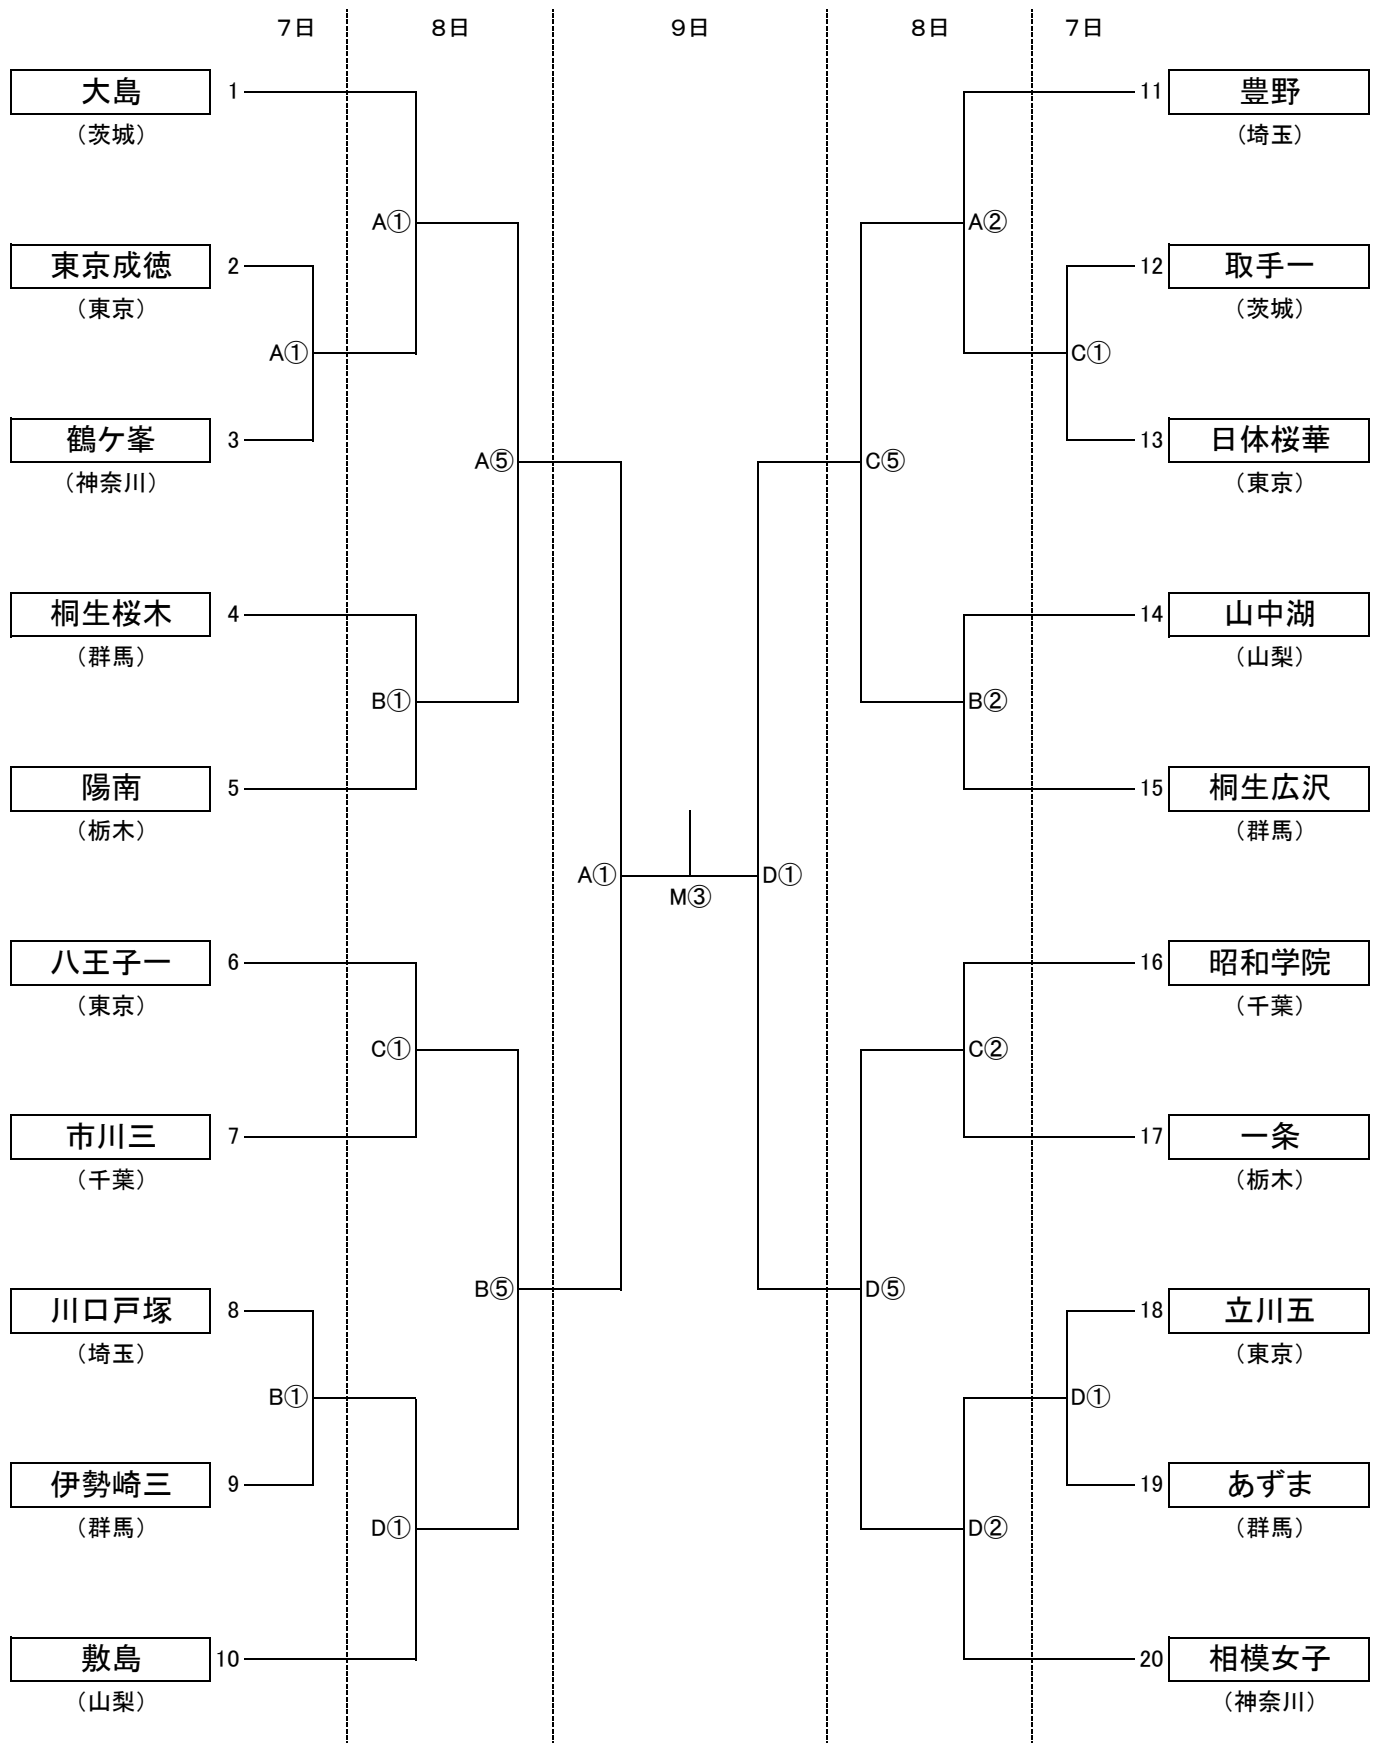 ７日 ８日 ９日 ８日 ７日
大島 1 11 豊野
（茨城） （埼玉）
A① A②
東京成徳 2 12 取手一
（東京） （茨城）
A① C①
鶴ケ峯 3 13 日体桜華
A⑤ C⑤
（神奈川） （東京）
桐生桜木 4 14 山中湖
（群馬） （山梨）
B① B②
陽南 5 15 桐生広沢
（栃木） （群馬）
A① D①
M③
八王子一 6 16 昭和学院
（東京） （千葉）
C① C②
市川三 7 17 一条
（千葉） （栃木）
B⑤ D⑤
川口戸塚 8 18 立川五
（埼玉） （東京）
B① D①
伊勢崎三 9 19 あずま
（群馬） （群馬）
D① D②
敷島 10 20 相模女子
（山梨） （神奈川）